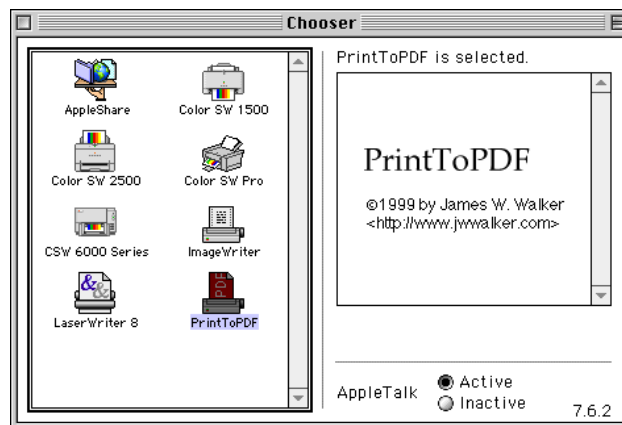 Chooser
AppleShare
Color SW 1500
Color SW 2500
Color SW Pro
CSW 6000 Series
ImageWriter
LaserWriter 8
PDF
PrintToPDF
PrintToPDF is selected.
PrintToPDF
©1999 by James W. Walker
<http://www.jwwalker.com>
AppleTalk
Active
Inactive
7.6.2